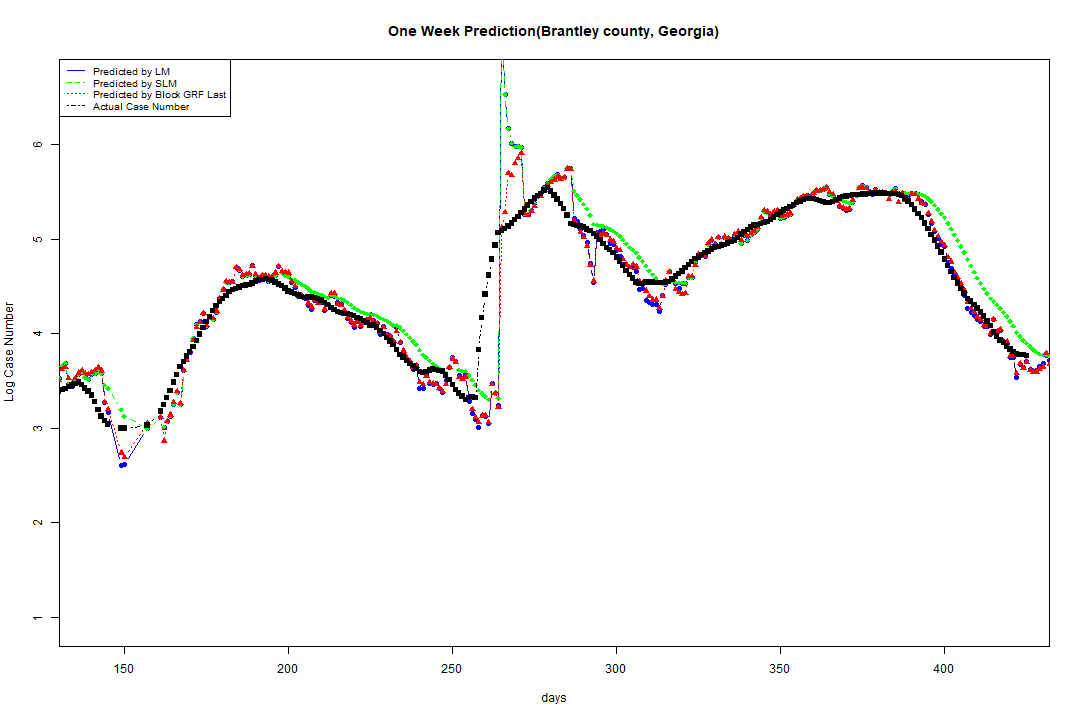 One Week Prediction(Brantley county, Georgia)
Predicted by LM
Predicted by SLM
Predicted by Block GRF Last
Actual Case Number
6
5
4
3
2
1
Log Case Number
150 200 250 300 350 400
days